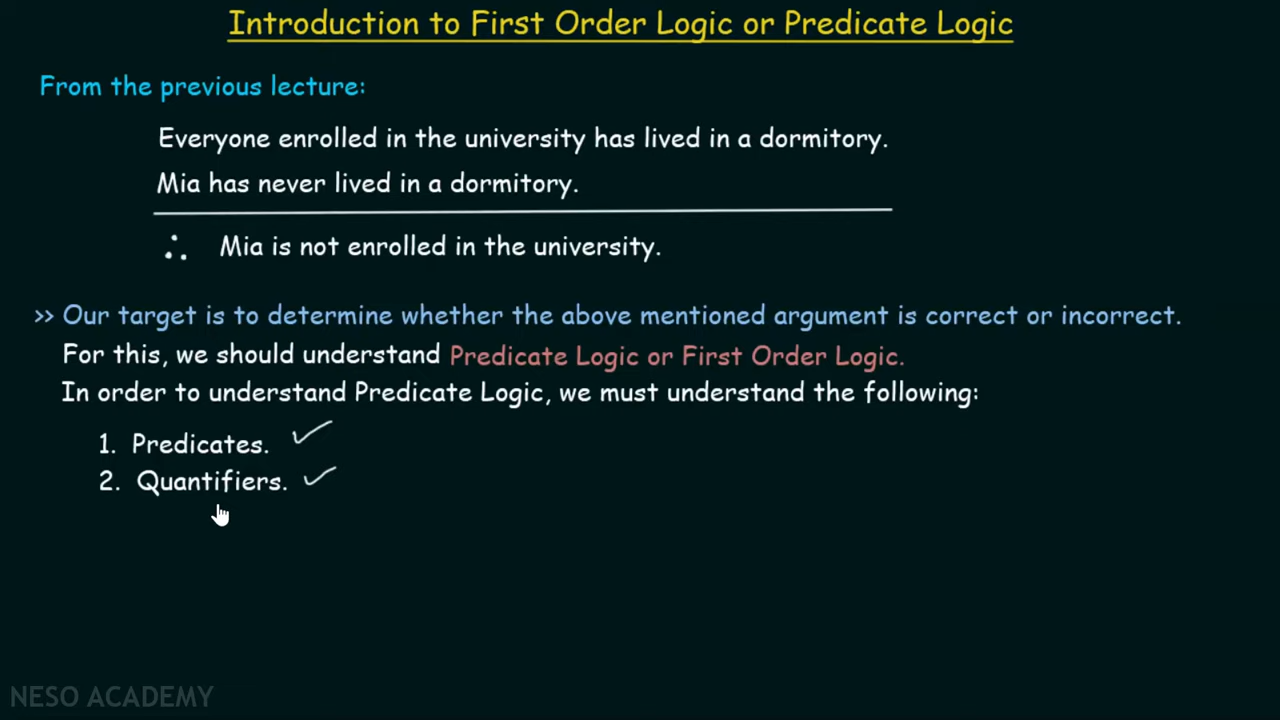 Introduction to First Order Logic or Predicate Logic
From the previous lecture:
Everyone enrolled in the university has lived in a dormitory.
Mia has never lived in a dormitory.
∴ Mia is not enrolled in the university.
>> Our target is to determine whether the above mentioned argument is correct or incorrect.
For this, we should understand Predicate Logic or First Order Logic.
In order to understand Predicate Logic, we must understand the following:
1. Predicates. ✓
2. Quantifiers. ✓
NESO ACADEMY